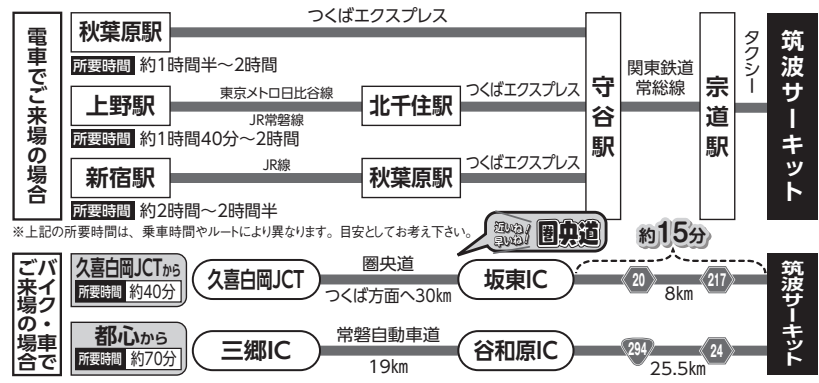 電車でご来場の場合
秋葉原駅
つくばエクスプレス
所要時間 約1時間半～2時間
上野駅
東京メトロ日比谷線
JR常磐線
北千住駅
つくばエクスプレス
所要時間 約1時間40分～2時間
新宿駅
JR線
秋葉原駅
つくばエクスプレス
所要時間 約2時間～2時間半
守谷駅
関東鉄道
常総線
宗道駅
タクシー
筑波サーキット
※上記の所要時間は、乗車時間やルートにより異なります。目安としてお考え下さい。
バイク・車で
ご来場の場合
久喜白岡JCTから
所要時間 約40分
久喜白岡JCT
圏央道
つくば方面へ30km
近いね!
早いね!
圏央道
坂東IC
約15分
20
8km
217
都心から
所要時間 約70分
三郷IC
常磐自動車道
19km
谷和原IC
294
25.5km
24
筑波サーキット